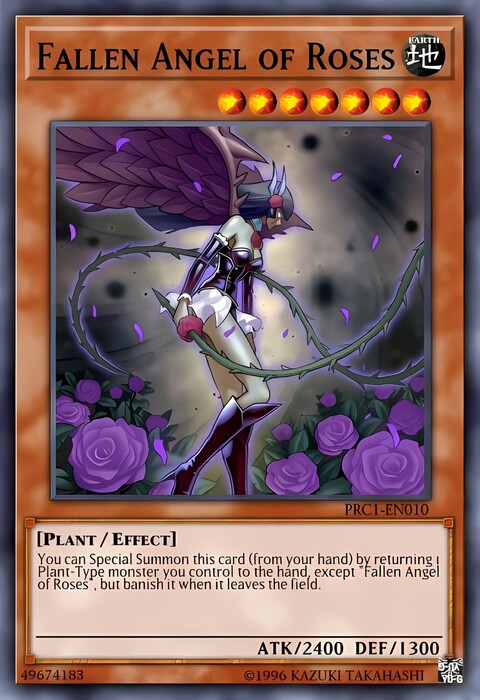 FALLEN ANGEL OF ROSES
EARTH
地
PRC1-EN010
[PLANT / EFFECT]
You can Special Summon this card (from your hand) by returning 1
Plant-Type monster you control to the hand, except "Fallen Angel
of Roses", but banish it when it leaves the field.
ATK/2400 DEF/1300
49674183
©1996 KAZUKI TAKAHASHI